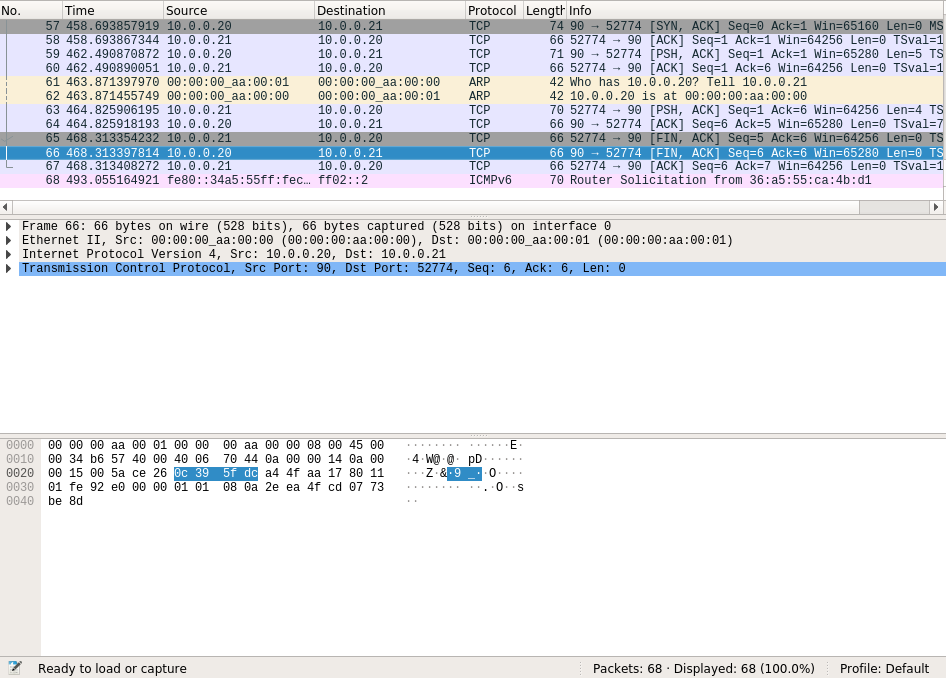 No. Time Source Destination Protocol Length Info
57 458.693857919 10.0.0.20 10.0.0.21 TCP 74 90 → 52774 [SYN, ACK] Seq=0 Ack=1 Win=65160 Len=0 MS
58 458.693867344 10.0.0.21 10.0.0.20 TCP 66 52774 → 90 [ACK] Seq=1 Ack=1 Win=64256 Len=0 TSval=1
59 462.490870872 10.0.0.20 10.0.0.21 TCP 71 90 → 52774 [PSH, ACK] Seq=1 Ack=1 Win=65280 Len=5 TS
60 462.490890051 10.0.0.21 10.0.0.20 TCP 66 52774 → 90 [ACK] Seq=1 Ack=6 Win=64256 Len=0 TSval=1
61 463.871397970 00:00:00_aa:00:01 00:00:00_aa:00:00 ARP 42 Who has 10.0.0.20? Tell 10.0.0.21
62 463.871455749 00:00:00_aa:00:00 00:00:00_aa:00:01 ARP 42 10.0.0.20 is at 00:00:00:aa:00:00
63 464.825906195 10.0.0.21 10.0.0.20 TCP 70 52774 → 90 [PSH, ACK] Seq=1 Ack=6 Win=64256 Len=4 TS
64 464.825918193 10.0.0.20 10.0.0.21 TCP 66 90 → 52774 [ACK] Seq=6 Ack=5 Win=65280 Len=0 TSval=7
65 468.313354232 10.0.0.21 10.0.0.20 TCP 66 52774 → 90 [FIN, ACK] Seq=5 Ack=6 Win=64256 Len=0 TS
66 468.313397814 10.0.0.20 10.0.0.21 TCP 66 90 → 52774 [FIN, ACK] Seq=6 Ack=6 Win=65280 Len=0 TS
67 468.313408272 10.0.0.21 10.0.0.20 TCP 66 52774 → 90 [ACK] Seq=6 Ack=7 Win=64256 Len=0 TSval=1
68 493.055164921 fe80::34a5:55ff:fec… ff02::2 ICMPv6 70 Router Solicitation from 36:a5:55:ca:4b:d1
Frame 66: 66 bytes on wire (528 bits), 66 bytes captured (528 bits) on interface 0
Ethernet II, Src: 00:00:00_aa:00:00 (00:00:00:aa:00:00), Dst: 00:00:00_aa:00:01 (00:00:00:aa:00:01)
Internet Protocol Version 4, Src: 10.0.0.20, Dst: 10.0.0.21
Transmission Control Protocol, Src Port: 90, Dst Port: 52774, Seq: 6, Ack: 6, Len: 0
0000 00 00 00 aa 00 01 00 00 00 aa 00 00 08 00 45 00 ········ ······E·
0010 00 34 b6 57 40 00 40 06 70 44 0a 00 00 14 0a 00 ·4·W@·@· pD······
0020 00 15 00 5a ce 26 0c 39 5f dc a4 4f aa 17 80 11 ···Z·&·9 _··O····
0030 01 fe 92 e0 00 00 01 01 08 0a 2e ea 4f cd 07 73 ········ ··.·O··s
0040 be 8d ··
Ready to load or capture Packets: 68 · Displayed: 68 (100.0%) Profile: Default